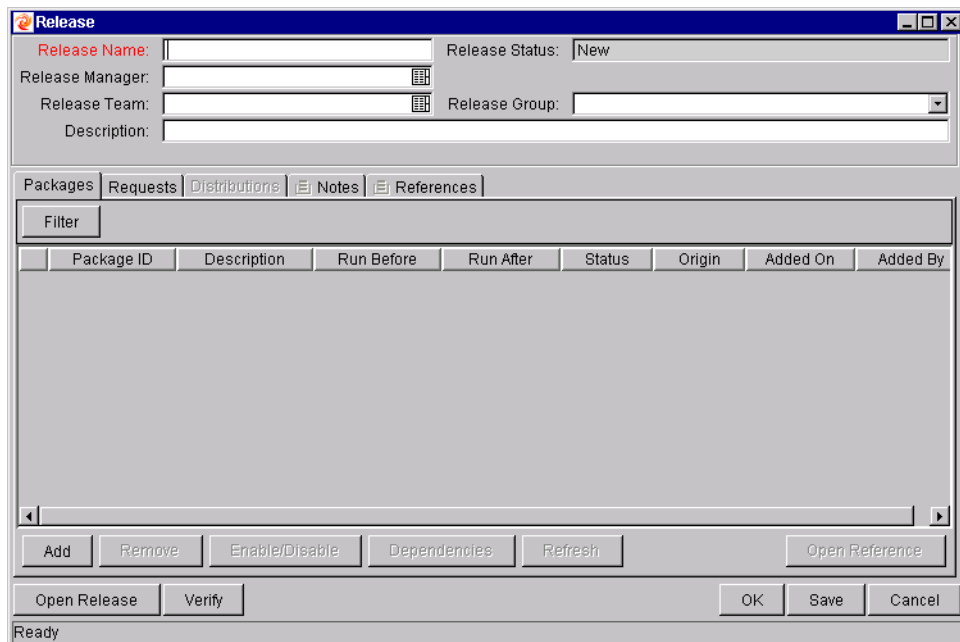 Release
Release Name: Release Status: New
Release Manager:
Release Team: Release Group:
Description:
Packages Requests Distributions Notes References
Filter
Package ID Description Run Before Run After Status Origin Added On Added By
Add Remove Enable/Disable Dependencies Refresh Open Reference
Open Release Verify OK Save Cancel
Ready